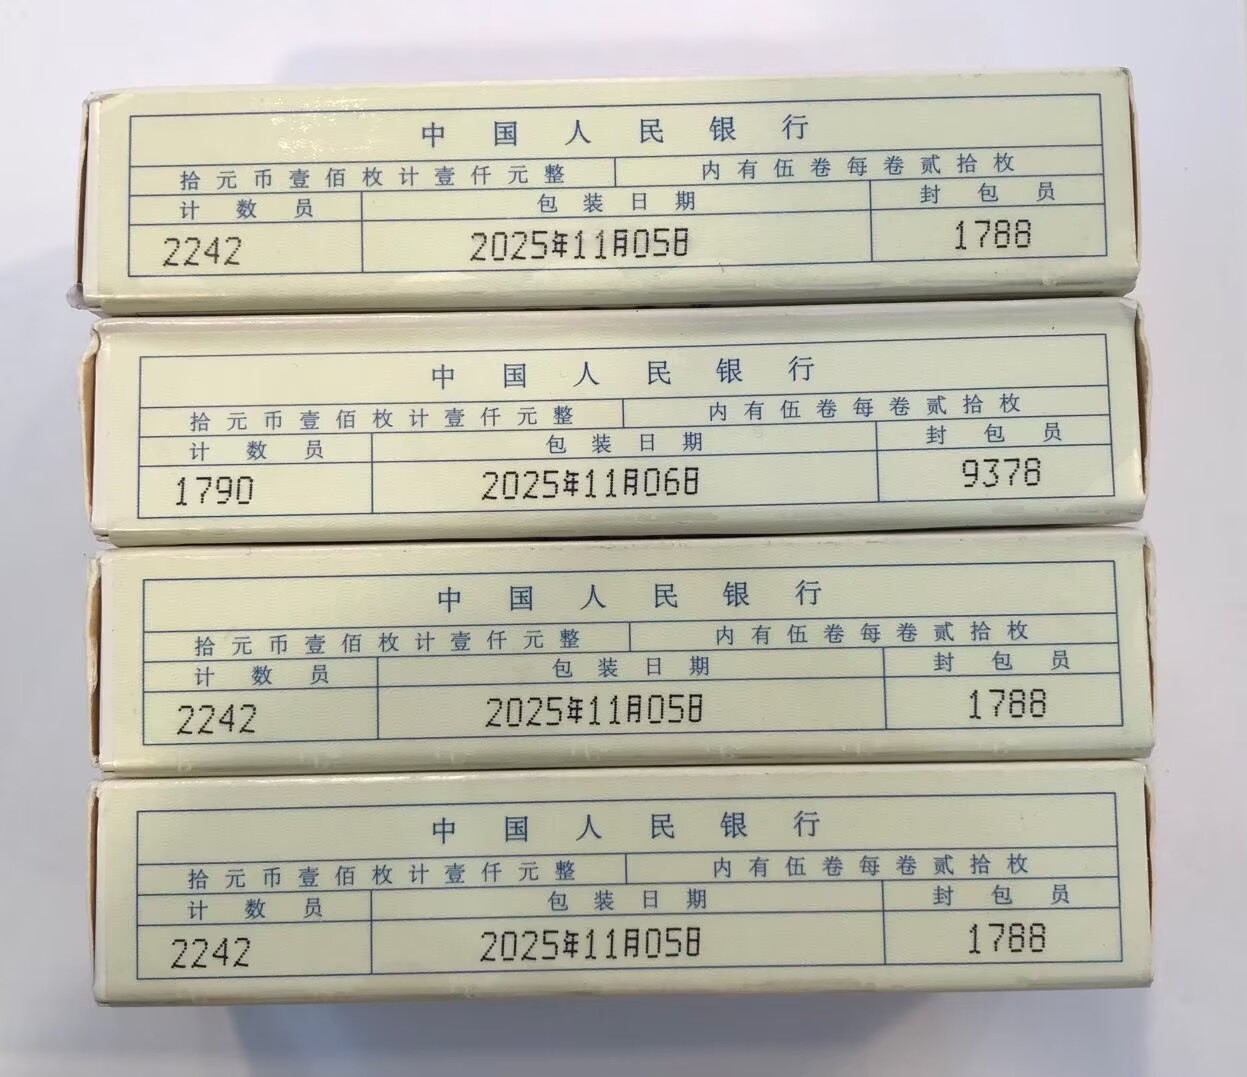 中国人民银行
拾元币壹佰枚计壹仟元整 内有伍卷每卷贰拾枚
计数员 包装日期 封包员
2242 2025年11月05日 1788
中国人民银行
拾元币壹佰枚计壹仟元整 内有伍卷每卷贰拾枚
计数员 包装日期 封包员
1790 2025年11月06日 9378
中国人民银行
拾元币壹佰枚计壹仟元整 内有伍卷每卷贰拾枚
计数员 包装日期 封包员
2242 2025年11月05日 1788
中国人民银行
拾元币壹佰枚计壹仟元整 内有伍卷每卷贰拾枚
计数员 包装日期 封包员
2242 2025年11月05日 1788